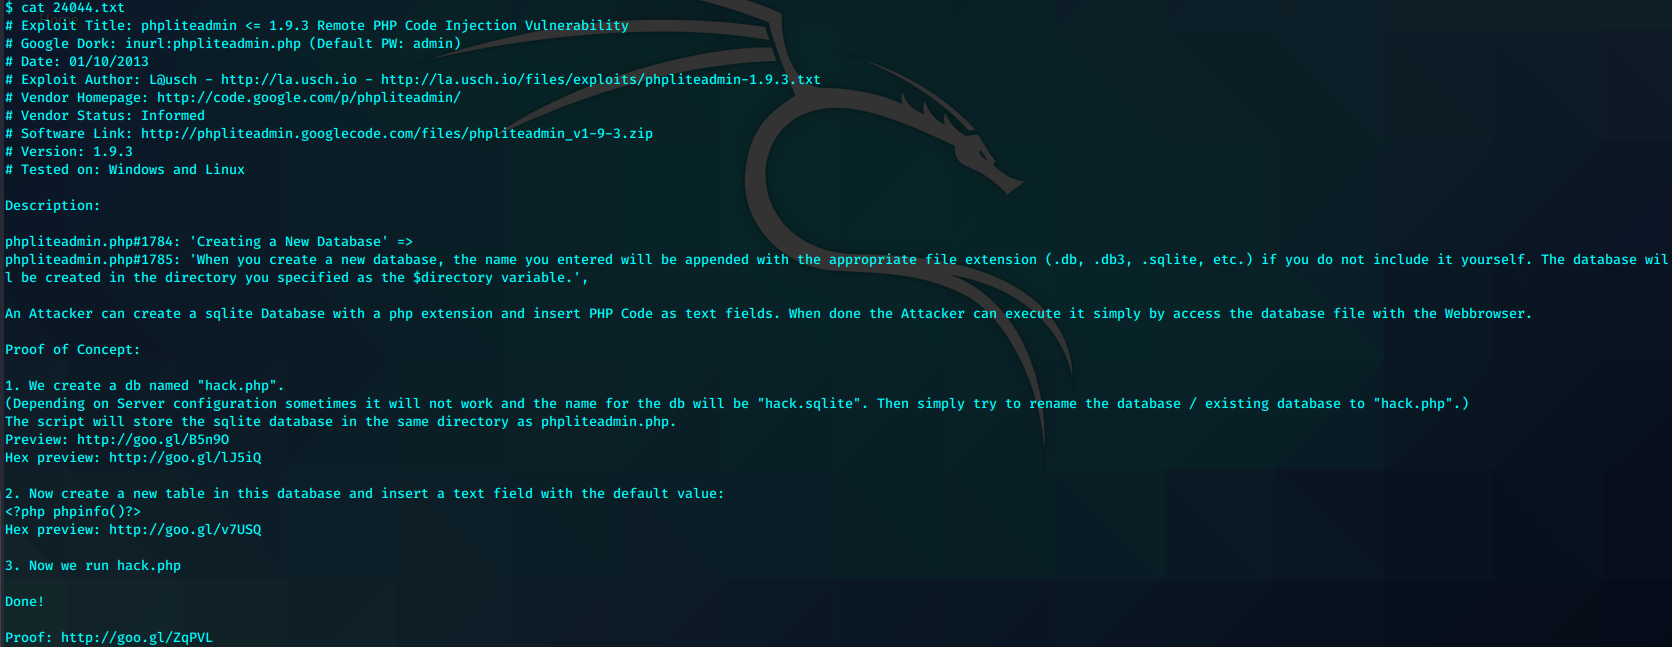 $ cat 24044.txt
# Exploit Title: phpliteadmin <= 1.9.3 Remote PHP Code Injection Vulnerability
# Google Dork: inurl:phpliteadmin.php (Default PW: admin)
# Date: 01/10/2013
# Exploit Author: L@usch - http://la.usch.io - http://la.usch.io/files/exploits/phpliteadmin-1.9.3.txt
# Vendor Homepage: http://code.google.com/p/phpliteadmin/
# Vendor Status: Informed
# Software Link: http://phpliteadmin.googlecode.com/files/phpliteadmin_v1-9-3.zip
# Version: 1.9.3
# Tested on: Windows and Linux
Description:
phpliteadmin.php#1784: 'Creating a New Database' =>
phpliteadmin.php#1785: 'When you create a new database, the name you entered will be appended with the appropriate file extension (.db, .db3, .sqlite, etc.) if you do not include it yourself. The database wil
l be created in the directory you specified as the $directory variable.',
An Attacker can create a sqlite Database with a php extension and insert PHP Code as text fields. When done the Attacker can execute it simply by access the database file with the Webbrowser.
Proof of Concept:
1. We create a db named "hack.php".
(Depending on Server configuration sometimes it will not work and the name for the db will be "hack.sqlite". Then simply try to rename the database / existing database to "hack.php".)
The script will store the sqlite database in the same directory as phpliteadmin.php.
Preview: http://goo.gl/B5n9O
Hex preview: http://goo.gl/lJ5iQ
2. Now create a new table in this database and insert a text field with the default value:
<?php phpinfo()?>
Hex preview: http://goo.gl/v7USQ
3. Now we run hack.php
Done!
Proof: http://goo.gl/ZqPVL